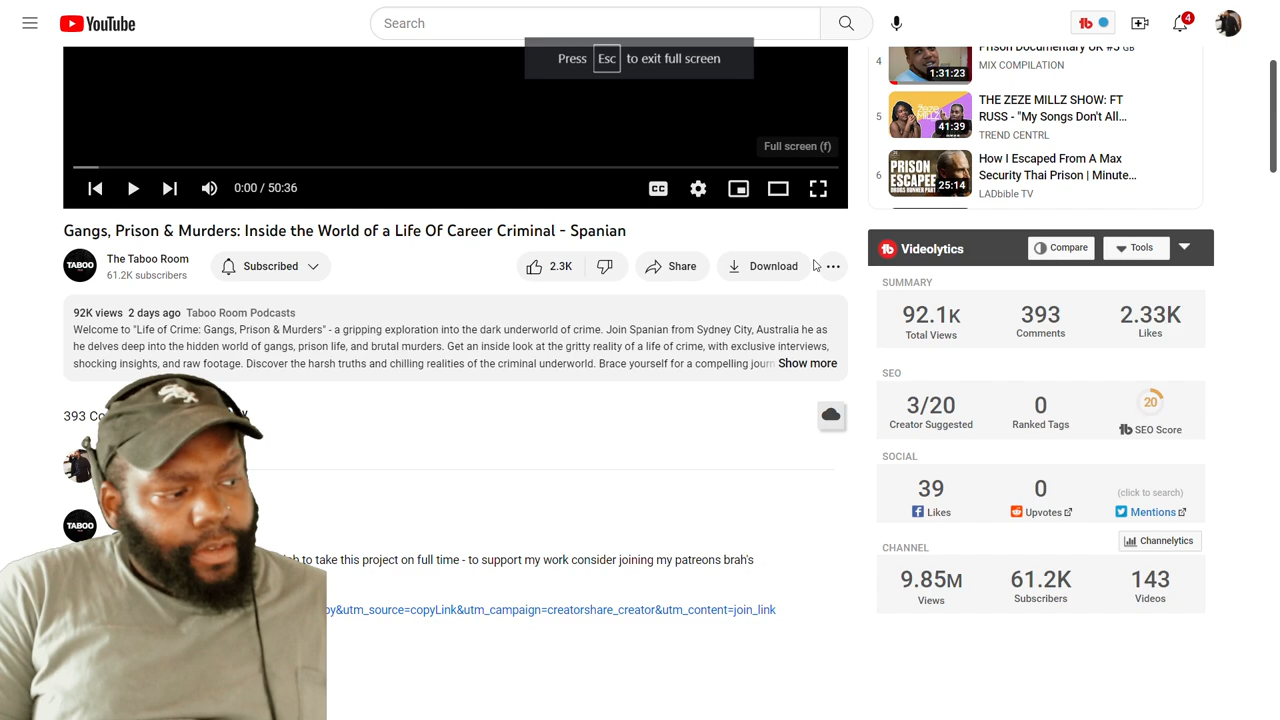 YouTube
Search
4
Press Esc to exit full screen
Full screen (f)
0:00 / 50:36
CC
Gangs, Prison & Murders: Inside the World of a Life Of Career Criminal - Spanian
TABOO
The Taboo Room
61.2K subscribers
Subscribed
2.3K
Share
Download
92K views 2 days ago Taboo Room Podcasts
Welcome to "Life of Crime: Gangs, Prison & Murders" - a gripping exploration into the dark underworld of crime. Join Spanian from Sydney City, Australia he as
he delves deep into the hidden world of gangs, prison life, and brutal murders. Get an inside look at the gritty reality of a life of crime, with exclusive interviews,
shocking insights, and raw footage. Discover the harsh truths and chilling realities of the criminal underworld. Brace yourself for a compelling journ Show more
393 Co
TABOO
to take this project on full time - to support my work consider joining my patreons brah's
y&utm_source=copyLink&utm_campaign=creatorshare_creator&utm_content=join_link
4
Prison Documentary UK #5 GB
MIX COMPILATION
1:31:23
5
THE ZEZE MILLZ SHOW: FT
RUSS - "My Songs Don't All...
TREND CENTRL
41:39
6
How I Escaped From A Max
Security Thai Prison | Minute...
LADbible TV
PRISON
ESCAPEE
25:14
Videolytics
Compare
Tools
SUMMARY
92.1K
Total Views
393
Comments
2.33K
Likes
SEO
3/20
Creator Suggested
0
Ranked Tags
20
SEO Score
SOCIAL
39
Likes
0
Upvotes
(click to search)
Mentions
CHANNEL
Channelytics
9.85M
Views
61.2K
Subscribers
143
Videos